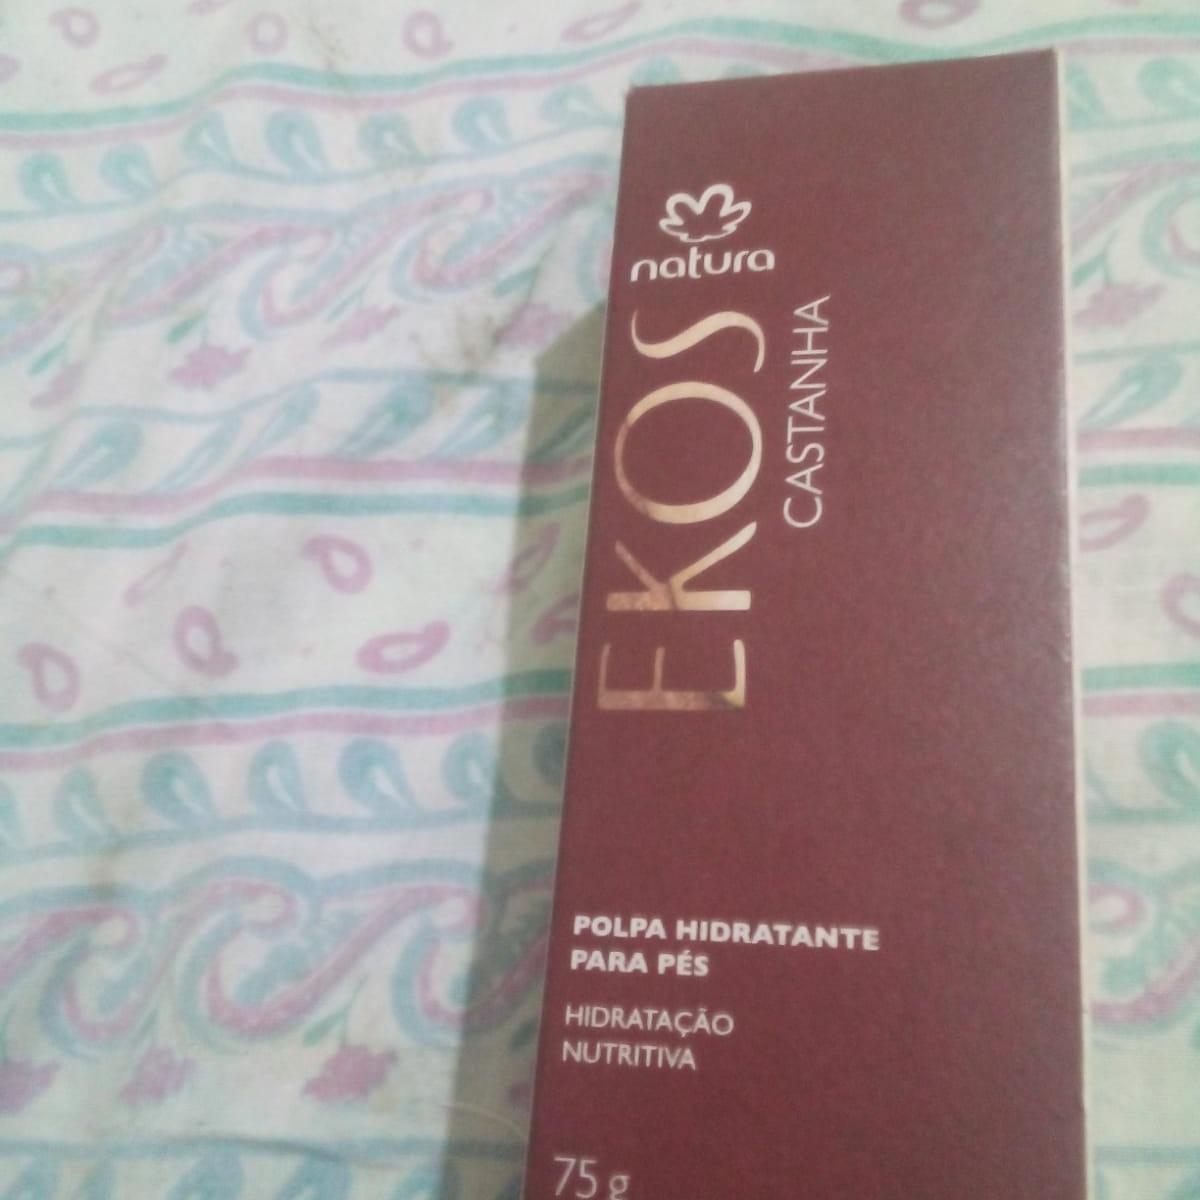 natura
EKOS
CASTANHA
POLPA HIDRATANTE
PARA PÉS
HIDRATAÇÃO
NUTRITIVA
75 g